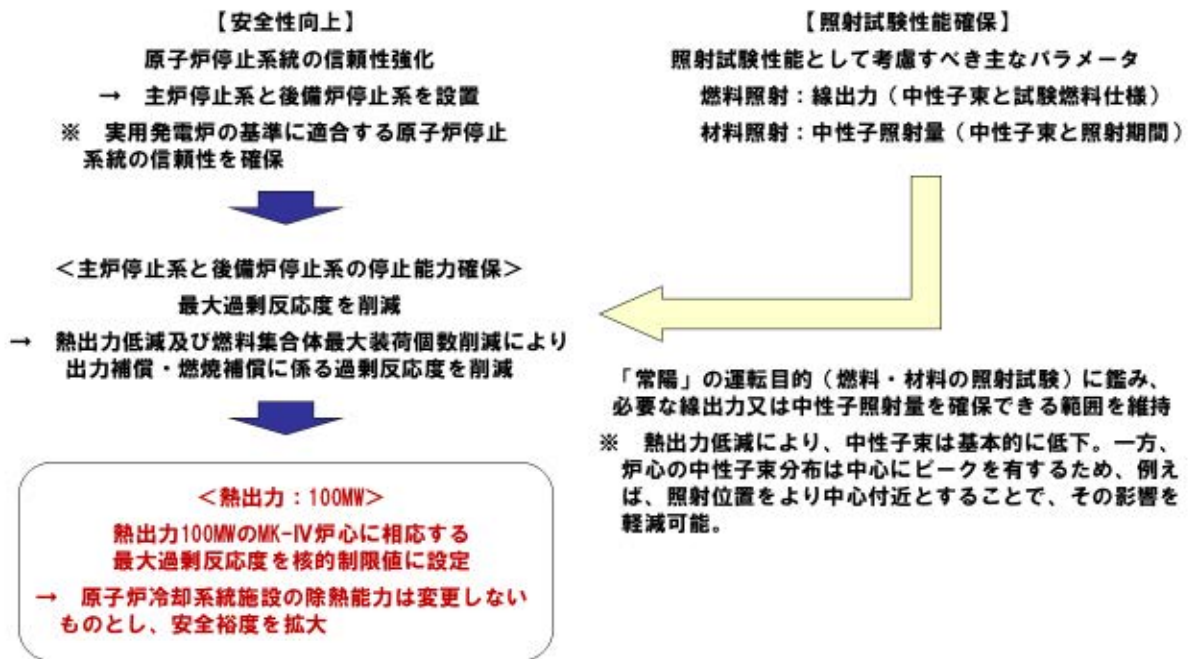 【安全性向上】
原子炉停止系統の信頼性強化
→ 主炉停止系と後備炉停止系を設置
※ 実用発電炉の基準に適合する原子炉停止
系統の信頼性を確保
<主炉停止系と後備炉停止系の停止能力確保>
最大過剰反応度を削減
→ 熱出力低減及び燃料集合体最大装荷個数削減により
出力補償・燃焼補償に係る過剰反応度を削減
<熱出力:100MW>
熱出力100MWのMK-Ⅳ炉心に相応する
最大過剰反応度を核的制限値に設定
→ 原子炉冷却系統施設の除熱能力は変更しない
ものとし、安全裕度を拡大
【照射試験性能確保】
照射試験性能として考慮すべき主なパラメータ
燃料照射:線出力(中性子束と試験燃料仕様)
材料照射:中性子照射量(中性子束と照射期間)
「常陽」の運転目的(燃料・材料の照射試験)に鑑み、
必要な線出力又は中性子照射量を確保できる範囲を維持
※ 熱出力低減により、中性子束は基本的に低下。一方、
炉心の中性子束分布は中心にピークを有するため、例え
ば、照射位置をより中心付近とすることで、その影響を
軽減可能。